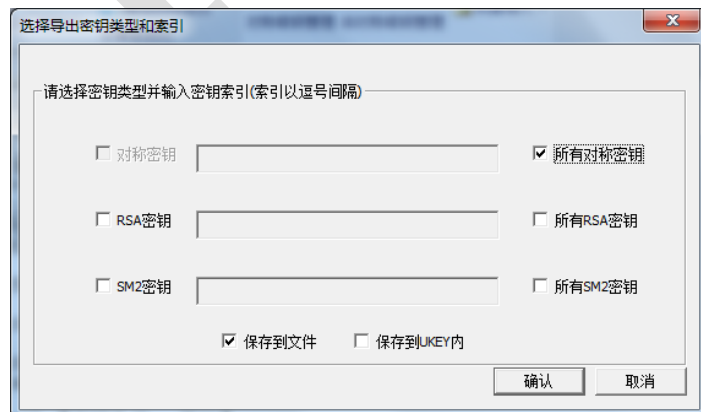 选择导出密钥类型和索引
请选择密钥类型并输入密钥索引(索引以逗号间隔)
对称密钥 所有对称密钥
RSA密钥 所有RSA密钥
SM2密钥 所有SM2密钥
保存到文件 保存到UKEY内
确认 取消